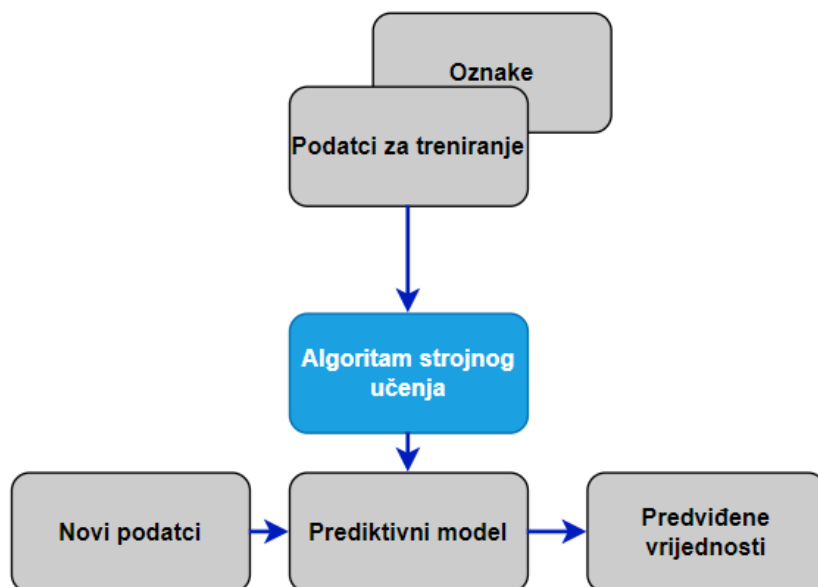 Oznake
Podatci za treniranje
Algoritam strojnog
učenja
Novi podatci
Prediktivni model
Predviđene
vrijednosti